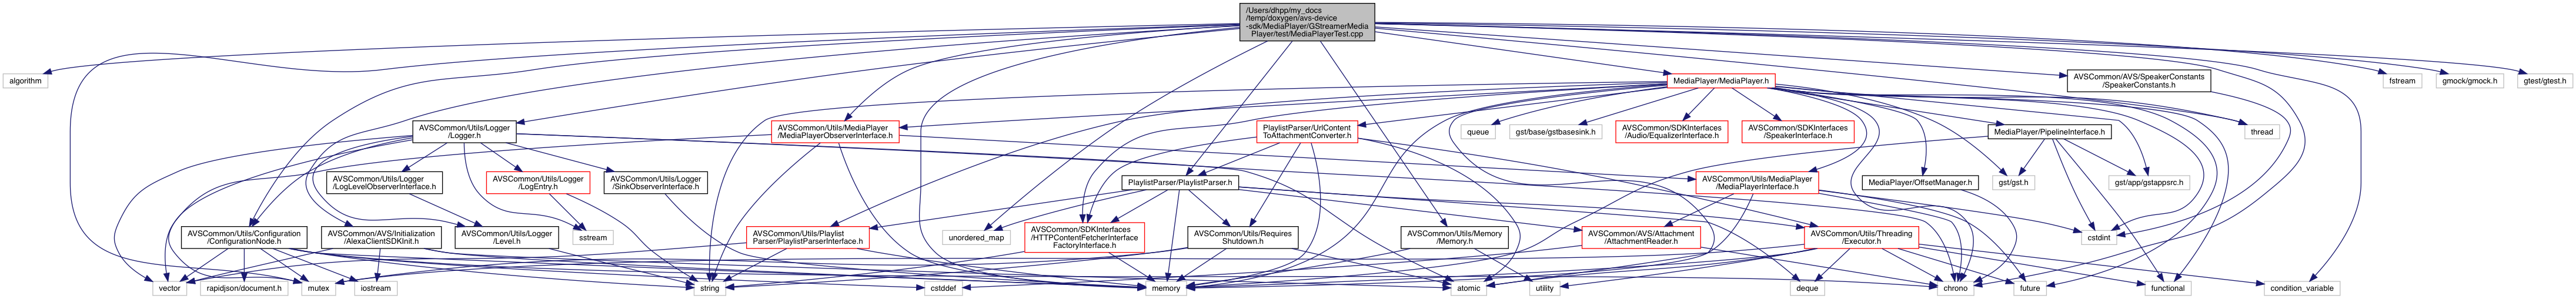 /Users/dhpp/my_docs
/temp/doxygen/avs-device
-sdk/MediaPlayer/GStreamerMedia
Player/test/MediaPlayerTest.cpp
algorithm
MediaPlayer/MediaPlayer.h
AVSCommon/AVS/SpeakerConstants
/SpeakerConstants.h
fstream
gmock/gmock.h
gtest/gtest.h
AVSCommon/Utils/Logger
/Logger.h
AVSCommon/Utils/MediaPlayer
/MediaPlayerObserverInterface.h
PlaylistParser/UrlContent
ToAttachmentConverter.h
queue
gst/base/gstbasesink.h
AVSCommon/SDKInterfaces
/Audio/EqualizerInterface.h
AVSCommon/SDKInterfaces
/SpeakerInterface.h
MediaPlayer/PipelineInterface.h
thread
AVSCommon/Utils/Logger
/LogLevelObserverInterface.h
AVSCommon/Utils/Logger
/LogEntry.h
AVSCommon/Utils/Logger
/SinkObserverInterface.h
PlaylistParser/PlaylistParser.h
AVSCommon/Utils/MediaPlayer
/MediaPlayerInterface.h
MediaPlayer/OffsetManager.h
gst/gst.h
gst/app/gstappsrc.h
AVSCommon/Utils/Configuration
/ConfigurationNode.h
AVSCommon/AVS/Initialization
/AlexaClientSDKInit.h
AVSCommon/Utils/Logger
/Level.h
sstream
AVSCommon/Utils/Playlist
Parser/PlaylistParserInterface.h
unordered_map
AVSCommon/SDKInterfaces
/HTTPContentFetcherInterface
FactoryInterface.h
AVSCommon/Utils/Requires
Shutdown.h
AVSCommon/Utils/Memory
/Memory.h
AVSCommon/AVS/Attachment
/AttachmentReader.h
AVSCommon/Utils/Threading
/Executor.h
cstdint
vector
rapidjson/document.h
mutex
iostream
string
cstddef
memory
atomic
utility
deque
chrono
future
functional
condition_variable